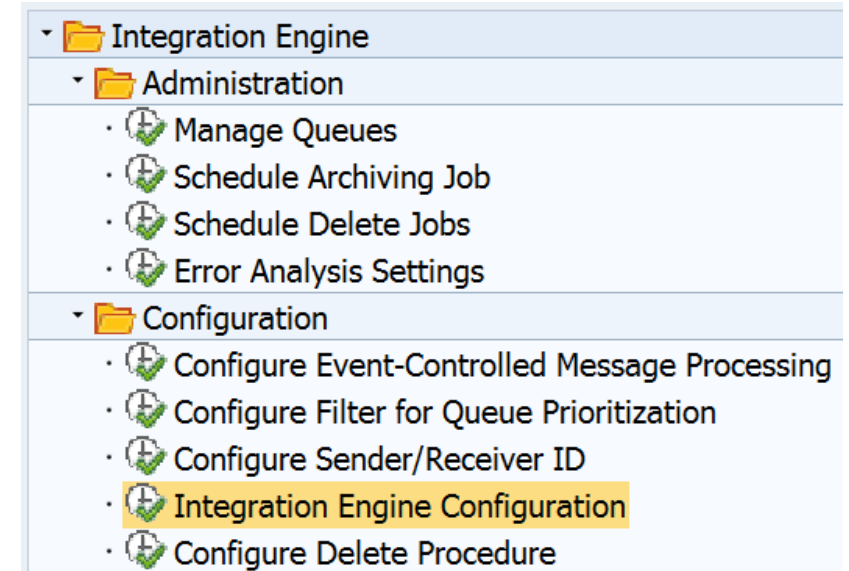 Integration Engine
Administration
Manage Queues
Schedule Archiving Job
Schedule Delete Jobs
Error Analysis Settings
Configuration
Configure Event-Controlled Message Processing
Configure Filter for Queue Prioritization
Configure Sender/Receiver ID
Integration Engine Configuration
Configure Delete Procedure